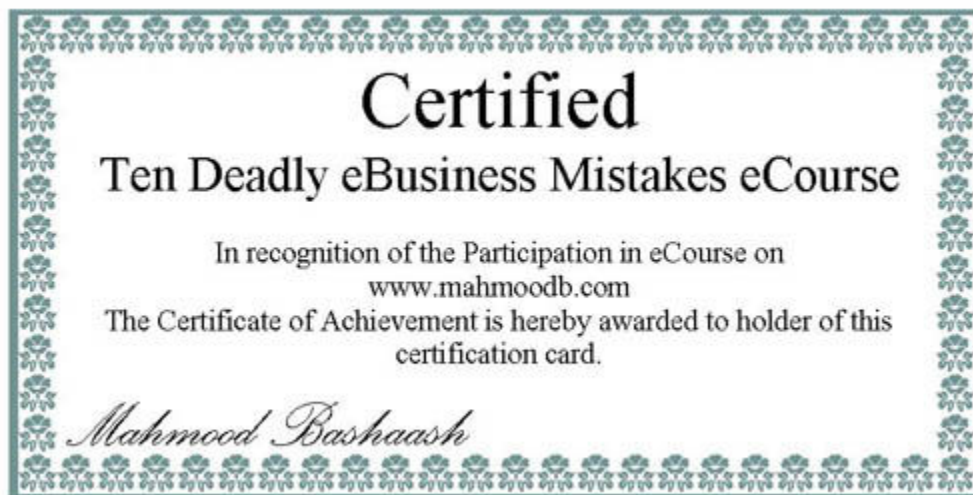 Certified
Ten Deadly eBusiness Mistakes eCourse
In recognition of the Participation in eCourse on
www.mahmoodb.com
The Certificate of Achievement is hereby awarded to holder of this
certification card.
Mahmood Bashaash